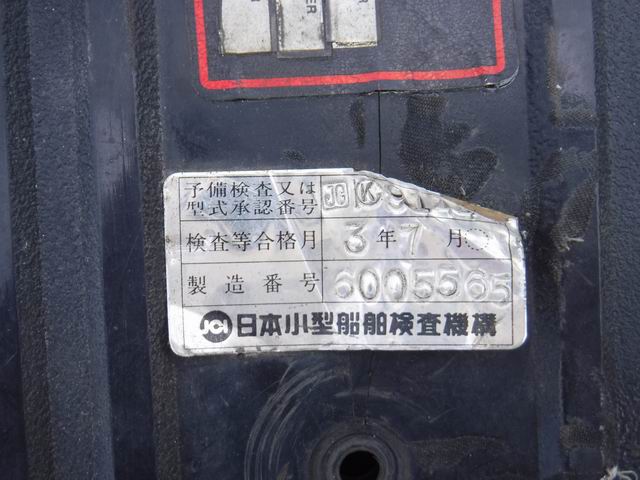 予備検査又は
型式承認番号
検査等合格月 3年7月
製造番号 6005565
JCI 日本小型船舶検査機構